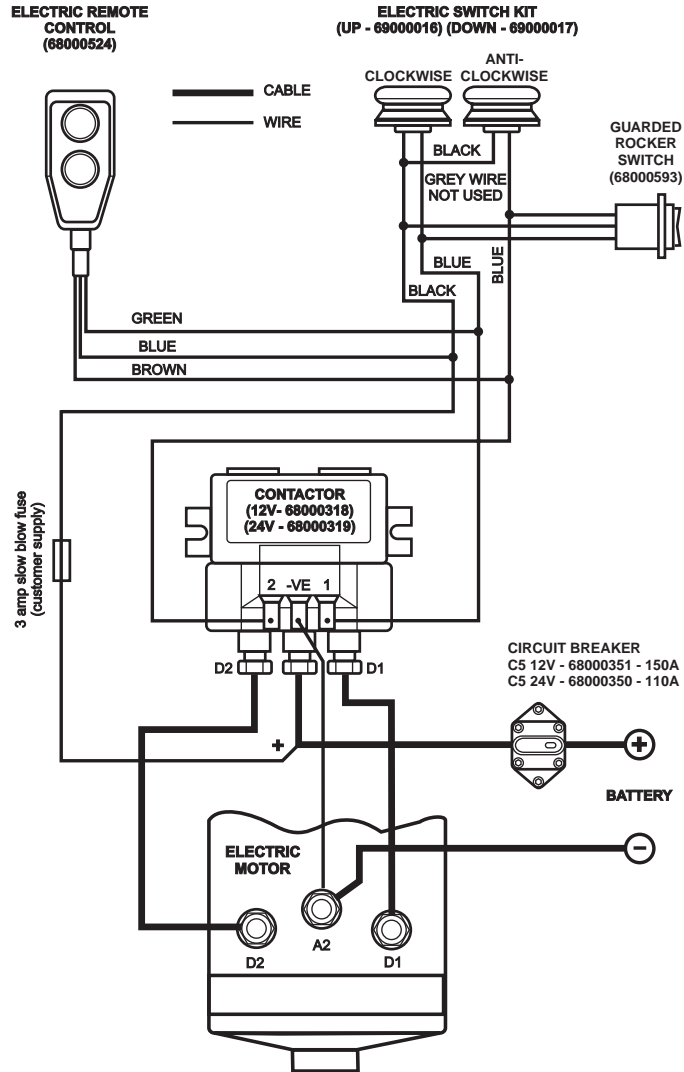 ELECTRIC REMOTE
CONTROL
(68000524)
ELECTRIC SWITCH KIT
(UP - 69000016) (DOWN - 69000017)
CABLE
WIRE
CLOCKWISE
ANTI-
CLOCKWISE
GUARDED
ROCKER
SWITCH
(68000593)
BLACK
GREY WIRE
NOT USED
BLUE
BLUE
BLACK
GREEN
BLUE
BROWN
3 amp slow blow fuse
(customer supply)
CONTACTOR
(12V- 68000318)
(24V - 68000319)
2 -VE 1
D2
D1
CIRCUIT BREAKER
C5 12V - 68000351 - 150A
C5 24V - 68000350 - 110A
+
+
BATTERY
−
ELECTRIC
MOTOR
D2
A2
D1